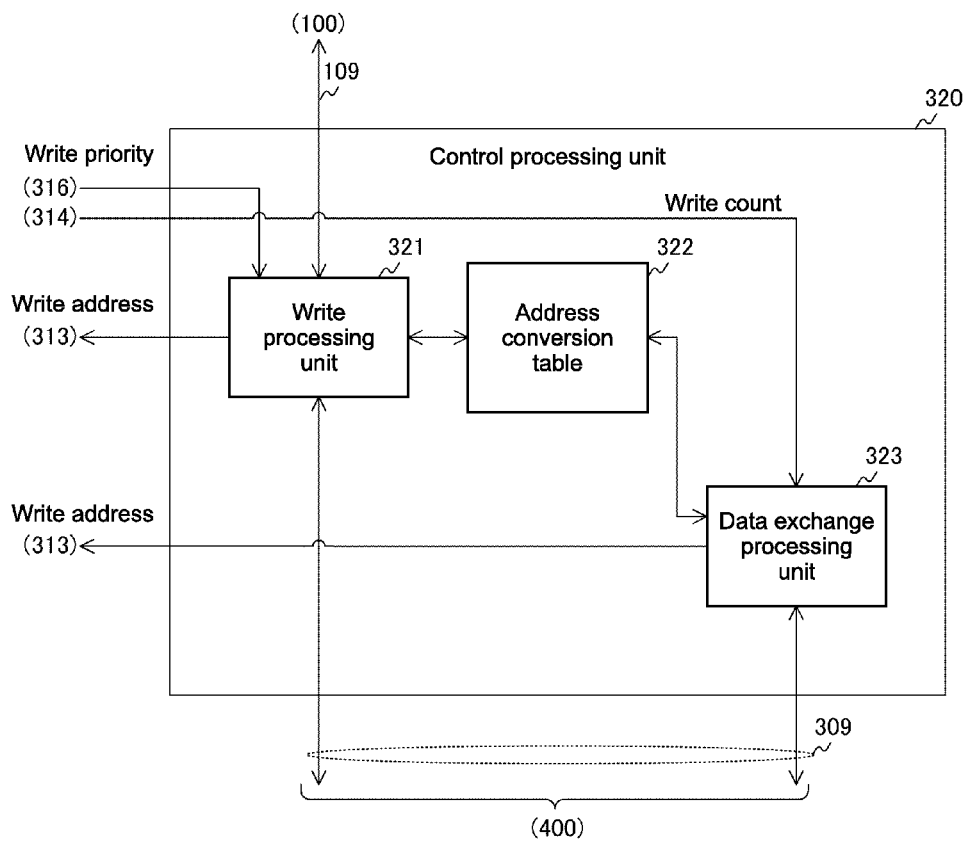 (100)
109
320
Write priority
Control processing unit
(316)
(314)
Write count
321
322
Write address
(313)
Write
processing
unit
Address
conversion
table
323
Write address
(313)
Data exchange
processing
unit
309
(400)